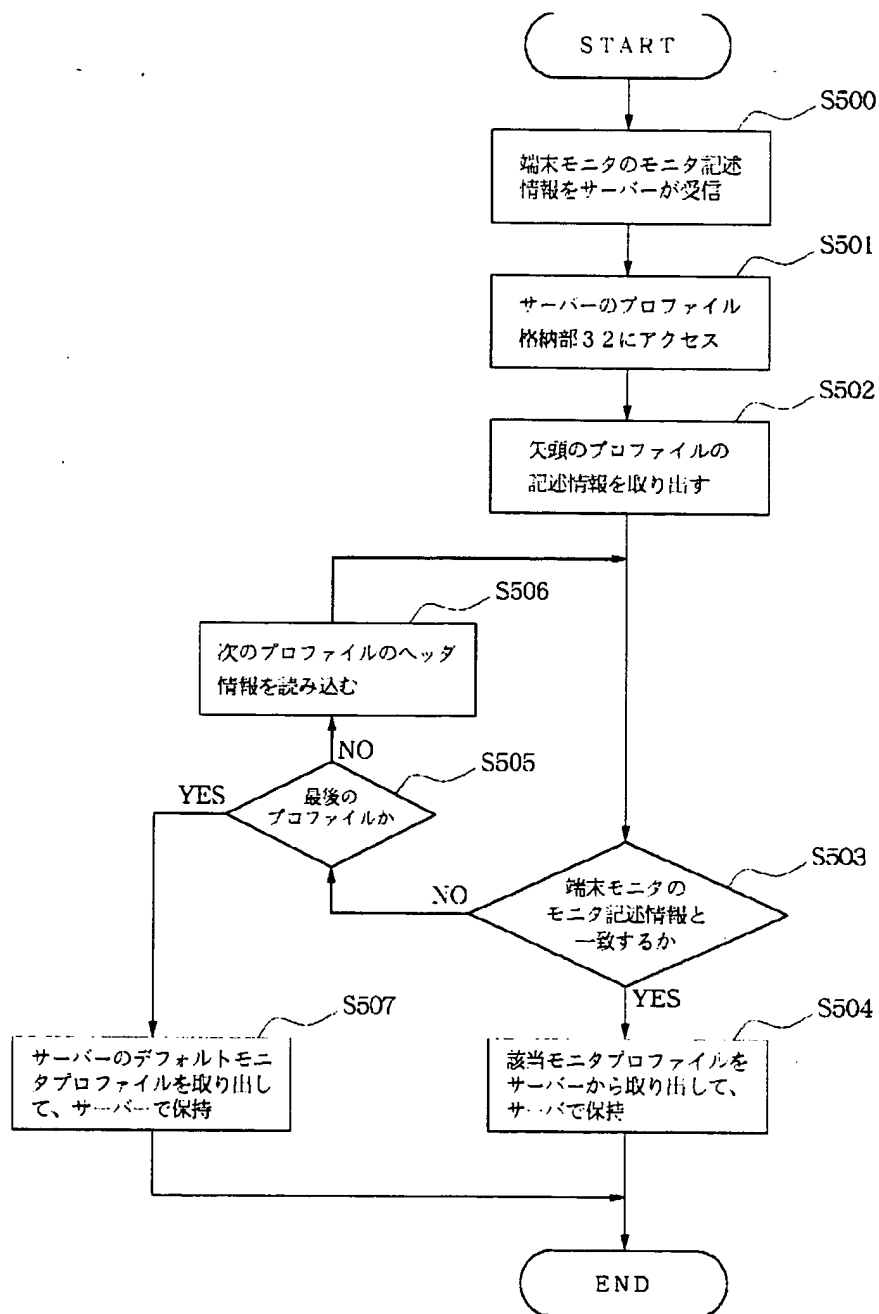 START
S500
端末モニタのモニタ記述
情報をサーバーが受信
S501
サーバーのプロファイル
格納部32にアクセス
S502
先頭のプロファイルの
記述情報を取り出す
S506
次のプロファイルのヘッダ
情報を読み込む
NO
S505
YES
最後の
プロファイルか
S503
NO
端末モニタの
モニタ記述情報と
一致するか
YES
S507
サーバーのデフォルトモニ
タプロファイルを取り出し
て、サーバーで保持
S504
該当モニタプロファイルを
サーバーから取り出して、
サーバで保持
END